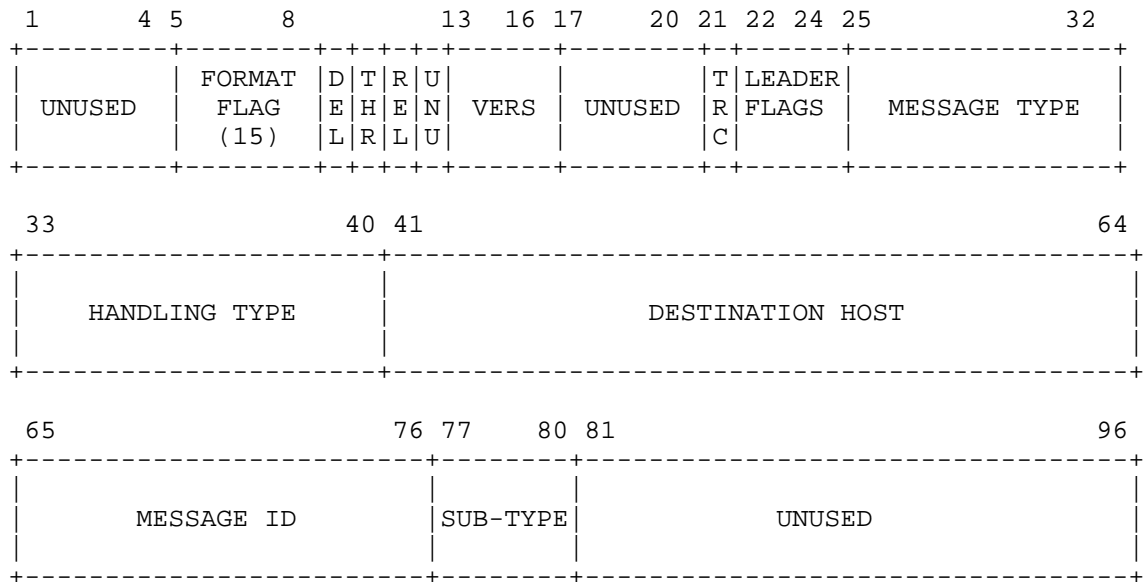 1 4 5 8 13 16 17 20 21 22 24 25 32
FORMAT D T R U T LEADER
UNUSED FLAG E H E N VERS UNUSED R FLAGS MESSAGE TYPE
(15) L R L U C
33 40 41 64
HANDLING TYPE DESTINATION HOST
65 76 77 80 81 96
MESSAGE ID SUB-TYPE UNUSED